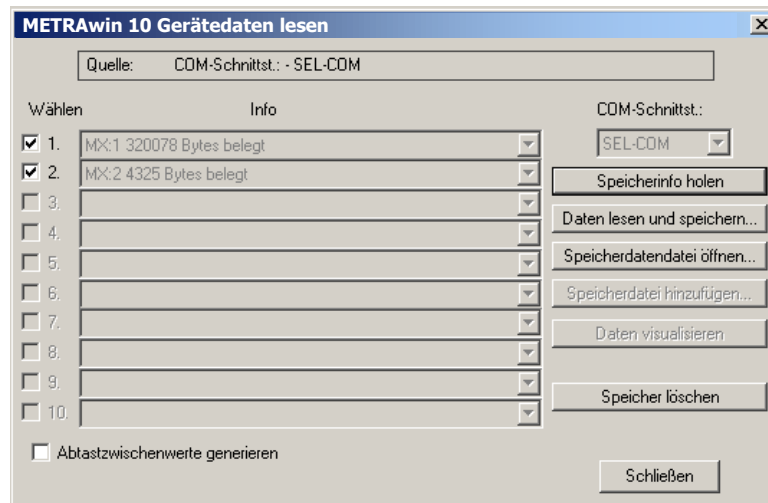 METRAwin 10 Gerätedaten lesen
Quelle: COM-Schnittst.: - SEL-COM
Wählen Info COM-Schnittst.:
1. MX:1 320078 Bytes belegt SEL-COM
2. MX:2 4325 Bytes belegt Speicherinfo holen
3.
4. Daten lesen und speichern...
5. Speicherdatendatei öffnen...
6. Speicherdatei hinzufügen...
7. Daten visualisieren
8.
9. Speicher löschen
10.
Abtastzwischenwerte generieren
Schließen